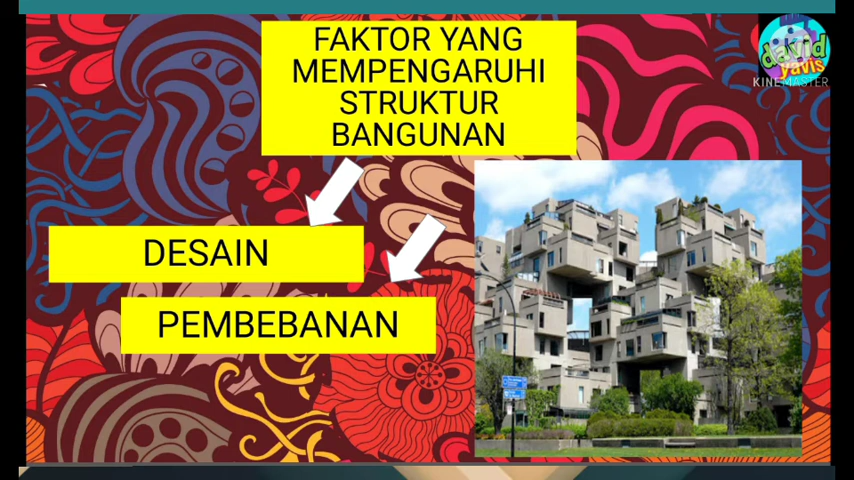 FAKTOR YANG
MEMPENGARUHI
STRUKTUR
BANGUNAN
david
yavis
KINEMASTER
DESAIN
PEMBEBANAN